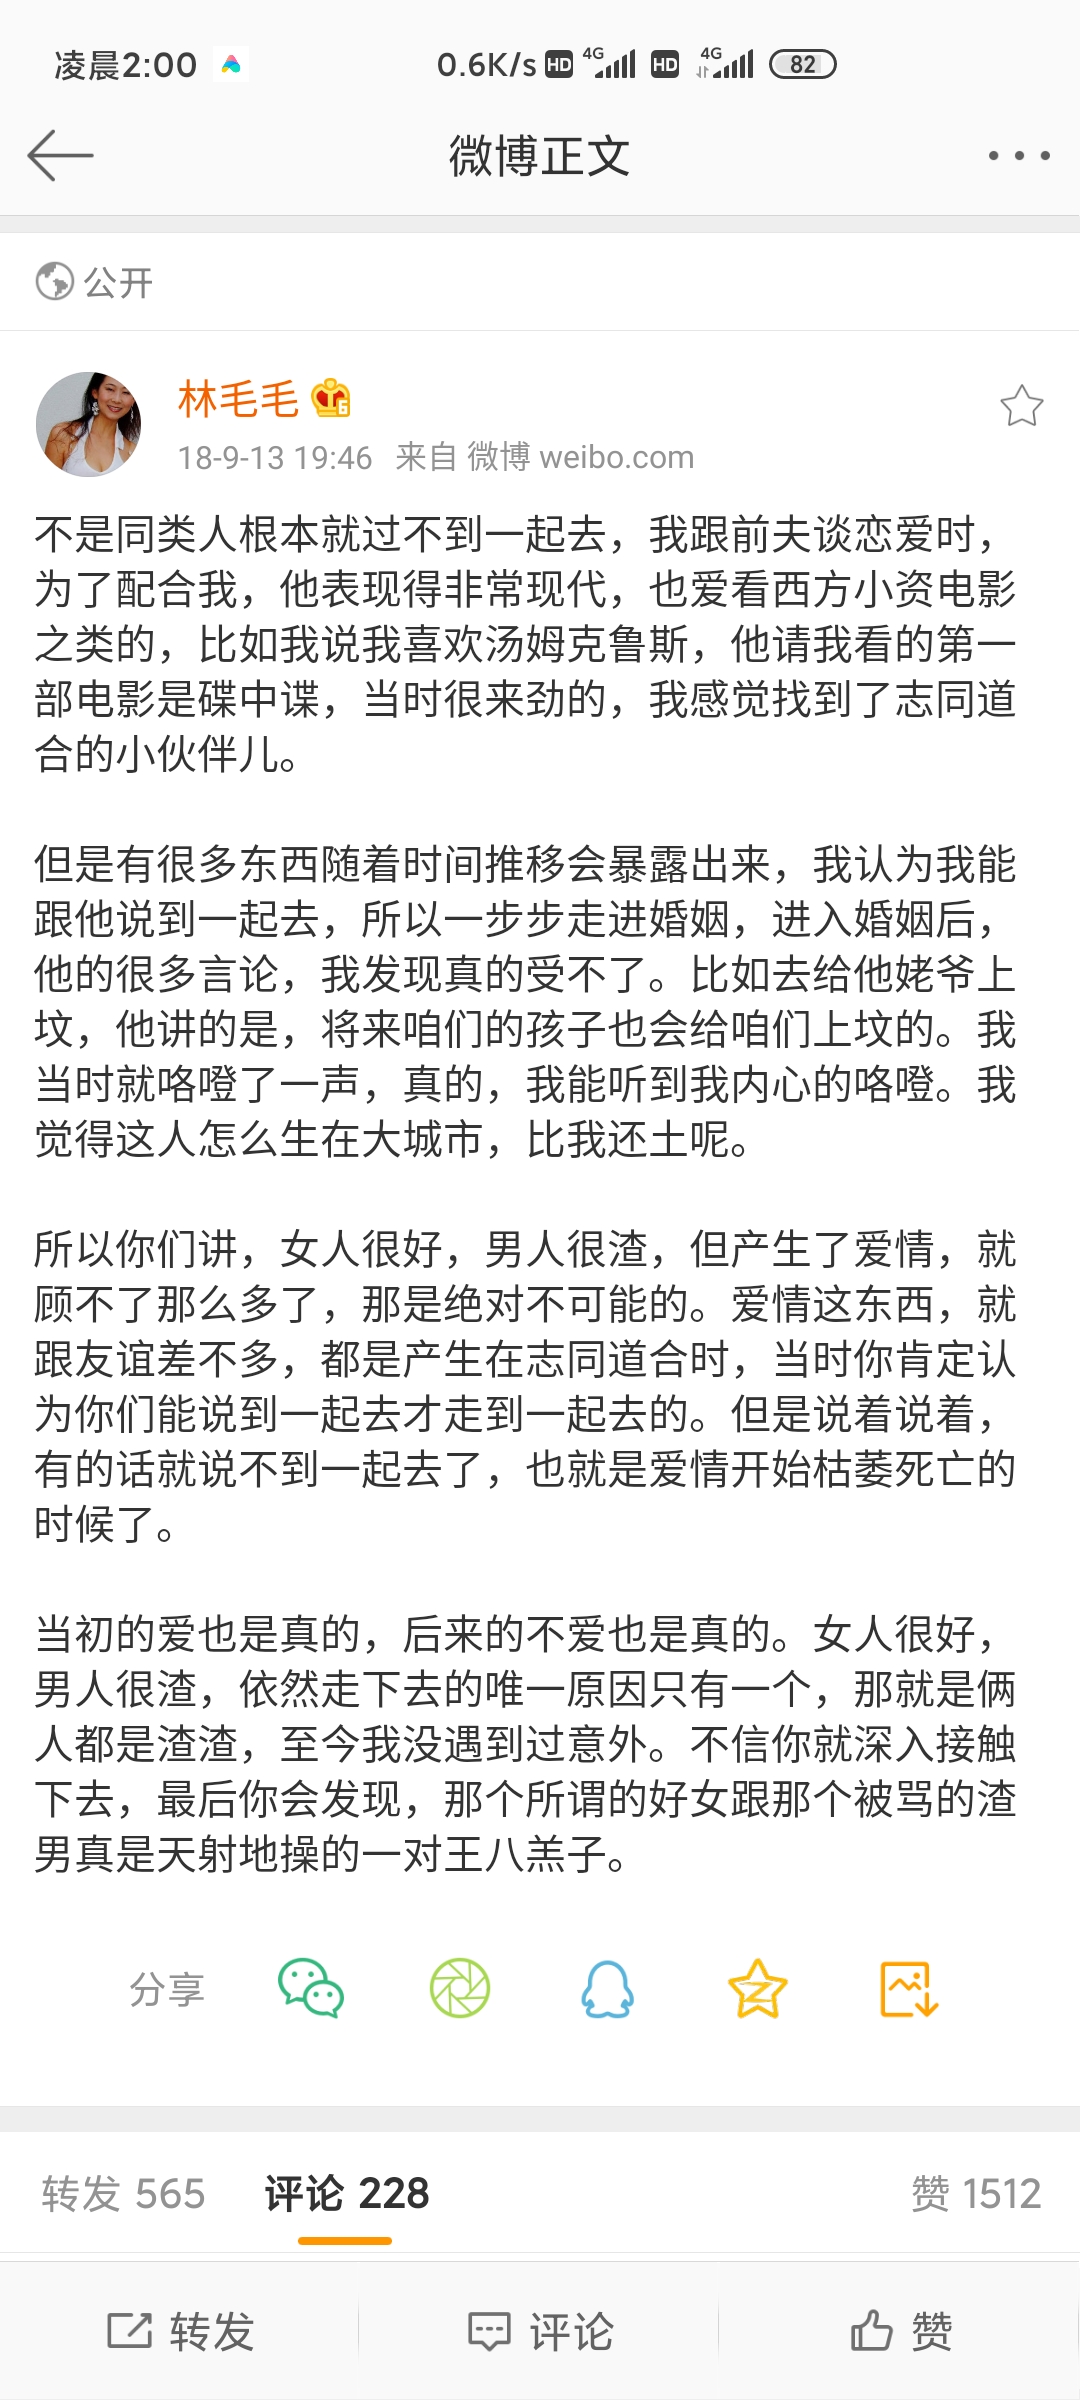 凌晨2:00 0.6K/s HD 4G HD 4G 82
微博正文
公开
林毛毛 6
18-9-13 19:46 来自 微博 weibo.com
不是同类人根本就过不到一起去，我跟前夫谈恋爱时，
为了配合我，他表现得非常现代，也爱看西方小资电影
之类的，比如我说我喜欢汤姆克鲁斯，他请我看的第一
部电影是碟中谍，当时很来劲的，我感觉找到了志同道
合的小伙伴儿。
但是有很多东西随着时间推移会暴露出来，我认为我能
跟他说到一起去，所以一步步走进婚姻，进入婚姻后，
他的很多言论，我发现真的受不了。比如去给他姥爷上
坟，他讲的是，将来咱们的孩子也会给咱们上坟的。我
当时就咯噔了一声，真的，我能听到我内心的咯噔。我
觉得这人怎么生在大城市，比我还土呢。
所以你们讲，女人很好，男人很渣，但产生了爱情，就
顾不了那么多了，那是绝对不可能的。爱情这东西，就
跟友谊差不多，都是产生在志同道合时，当时你肯定认
为你们能说到一起去才走到一起去的。但是说着说着，
有的话就说不到一起去了，也就是爱情开始枯萎死亡的
时候了。
当初的爱也是真的，后来的不爱也是真的。女人很好，
男人很渣，依然走下去的唯一原因只有一个，那就是俩
人都是渣渣，至今我没遇到过意外。不信你就深入接触
下去，最后你会发现，那个所谓的好女跟那个被骂的渣
男真是天射地操的一对王八羔子。
分享
转发 565 评论 228 赞 1512
转发 评论 赞